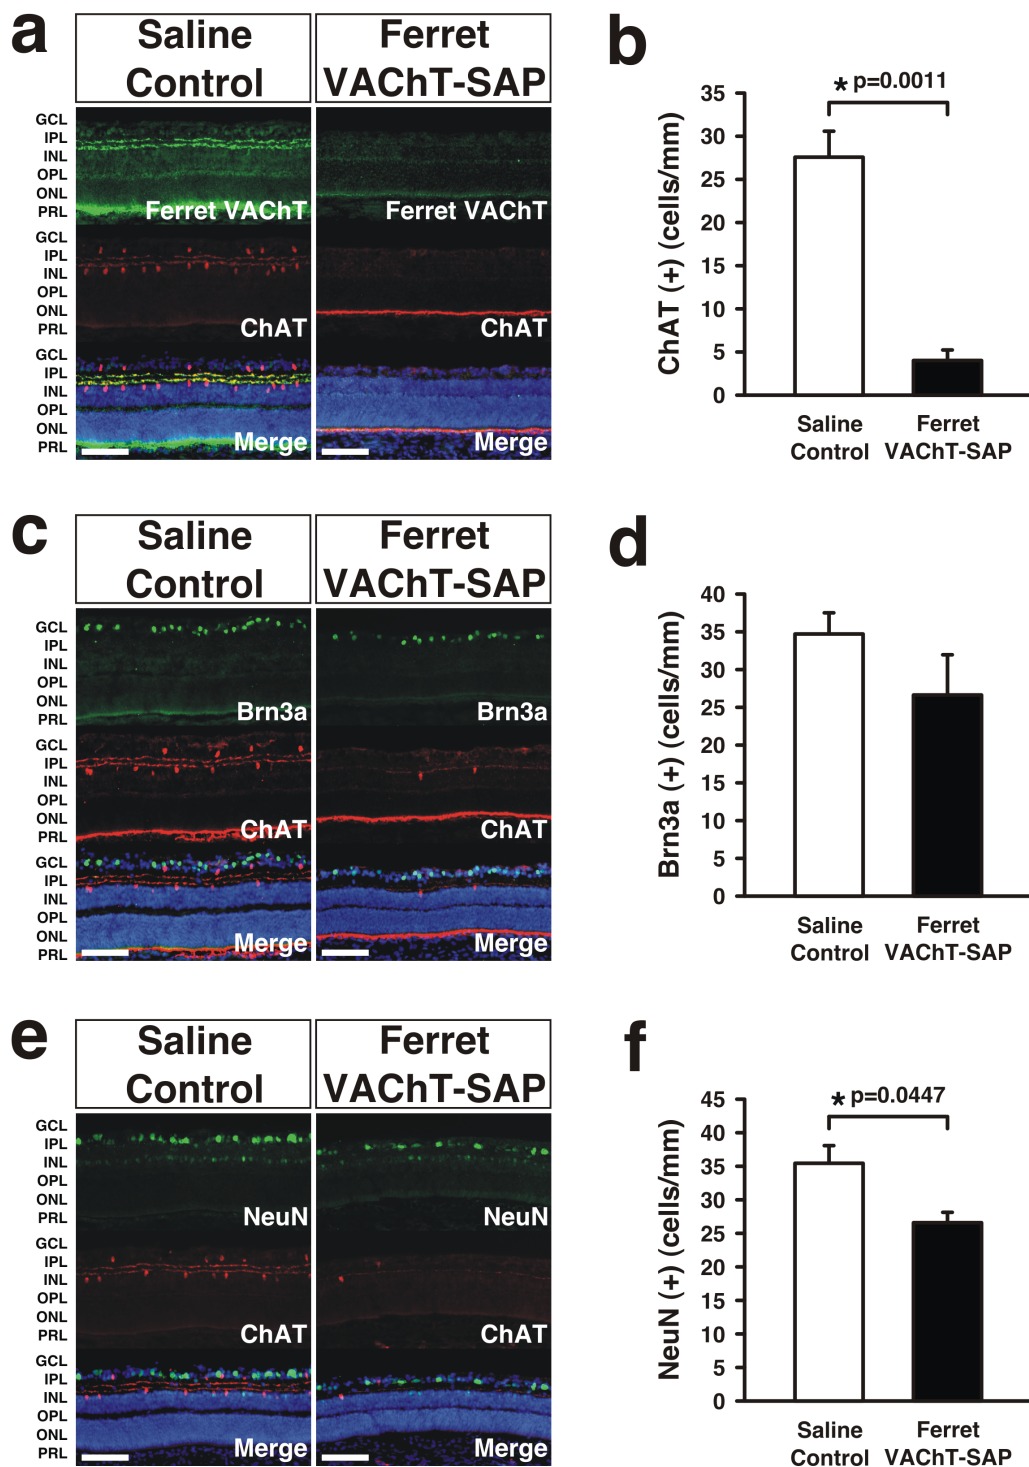 a
Saline
Control
Ferret
VAChT-SAP
GCL
IPL
INL
OPL
ONL
PRL
Ferret VAChT
Ferret VAChT
GCL
IPL
INL
OPL
ONL
PRL
ChAT
ChAT
GCL
IPL
INL
OPL
ONL
PRL
Merge
Merge
b
* p=0.0011
ChAT (+) (cells/mm)
35
30
25
20
15
10
5
0
Saline
Control
Ferret
VAChT-SAP
c
Saline
Control
Ferret
VAChT-SAP
GCL
IPL
INL
OPL
ONL
PRL
Brn3a
Brn3a
GCL
IPL
INL
OPL
ONL
PRL
ChAT
ChAT
GCL
IPL
INL
OPL
ONL
PRL
Merge
Merge
d
Brn3a (+) (cells/mm)
40
35
30
25
20
15
10
5
0
Saline
Control
Ferret
VAChT-SAP
e
Saline
Control
Ferret
VAChT-SAP
GCL
IPL
INL
OPL
ONL
PRL
NeuN
NeuN
GCL
IPL
INL
OPL
ONL
PRL
ChAT
ChAT
GCL
IPL
INL
OPL
ONL
PRL
Merge
Merge
f
* p=0.0447
NeuN (+) (cells/mm)
45
40
35
30
25
20
15
10
5
0
Saline
Control
Ferret
VAChT-SAP